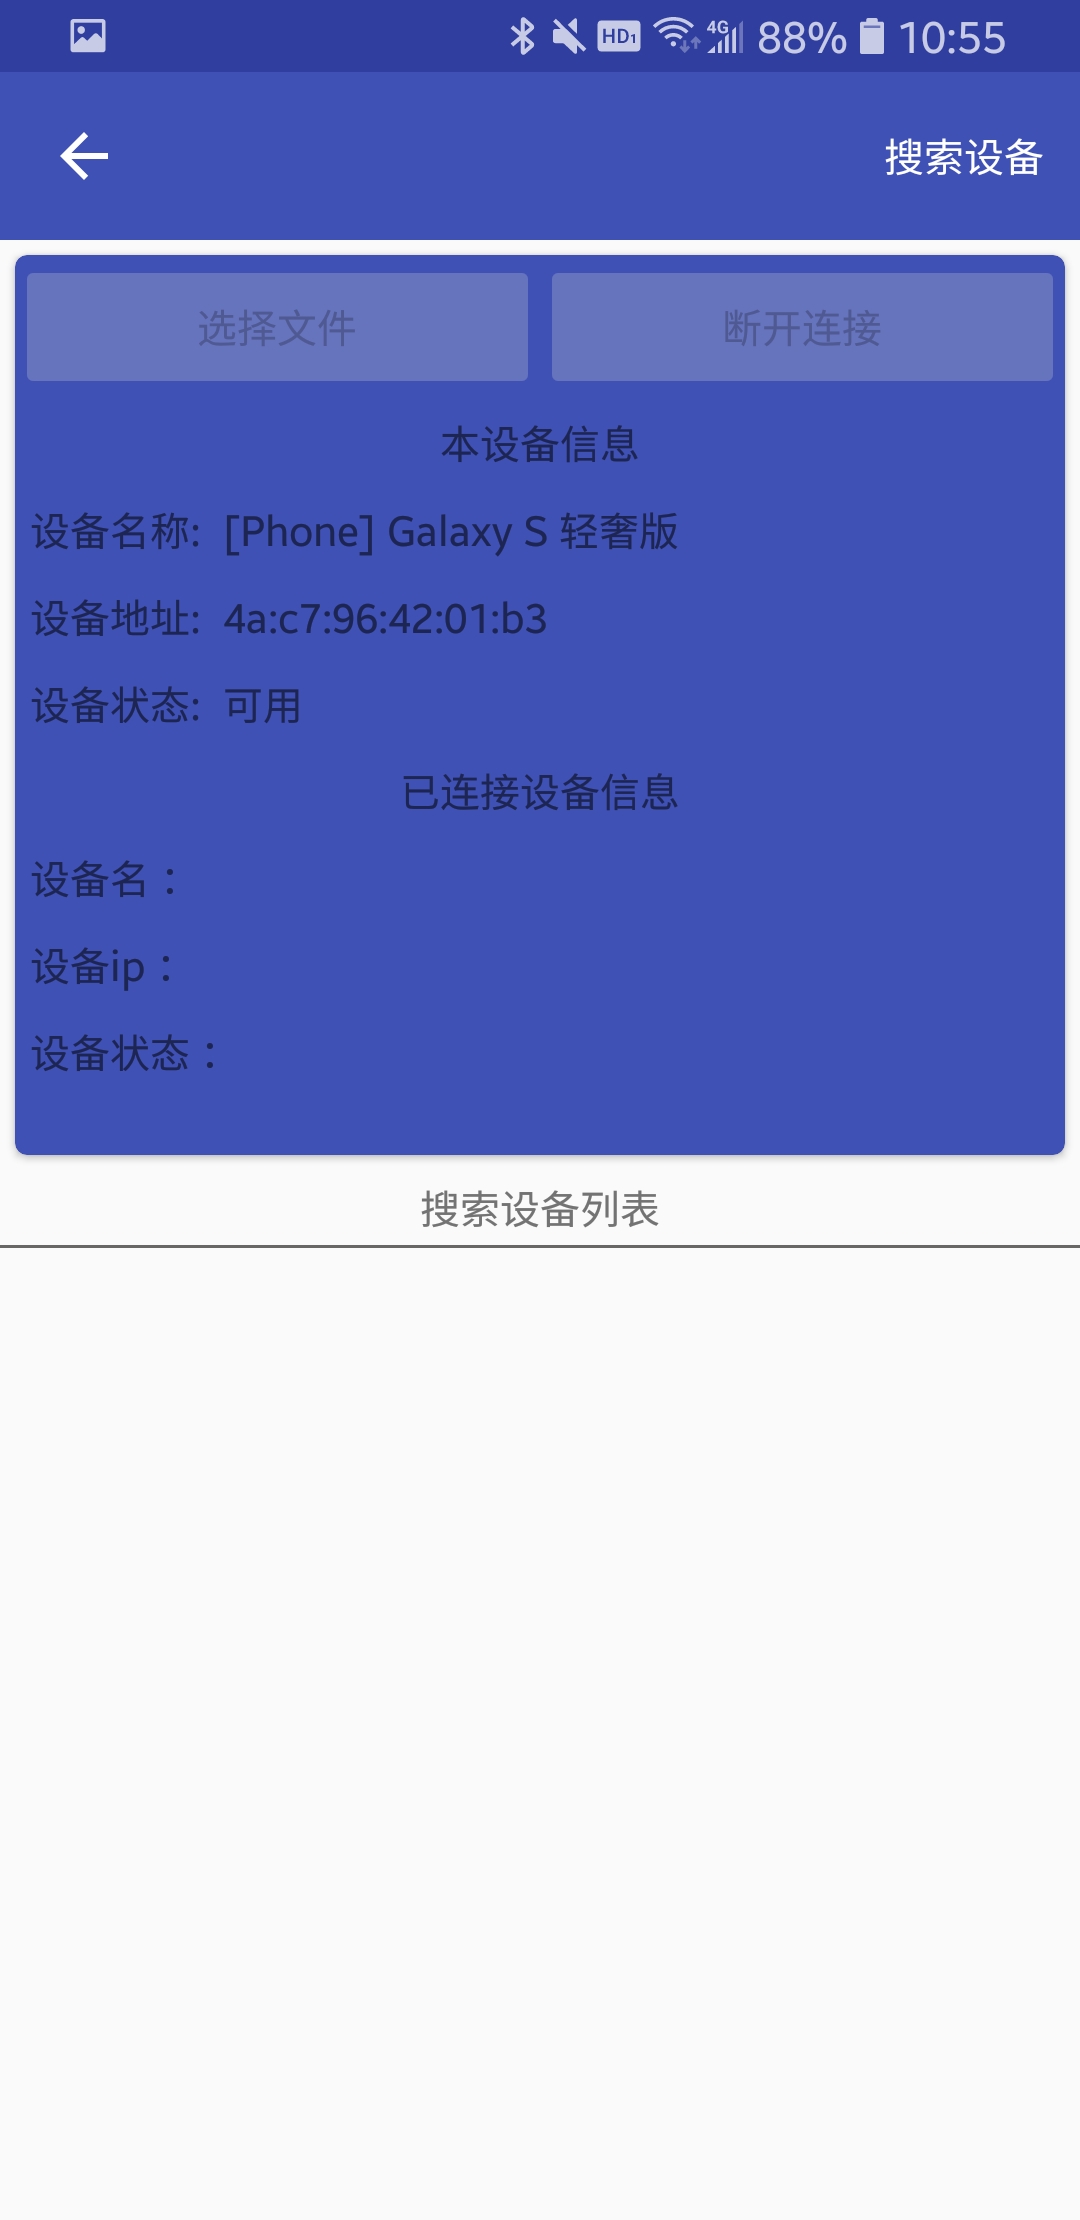 HD1 4G 88% 10:55
搜索设备
选择文件 断开连接
本设备信息
设备名称: [Phone] Galaxy S 轻奢版
设备地址: 4a:c7:96:42:01:b3
设备状态: 可用
已连接设备信息
设备名：
设备ip：
设备状态：
搜索设备列表